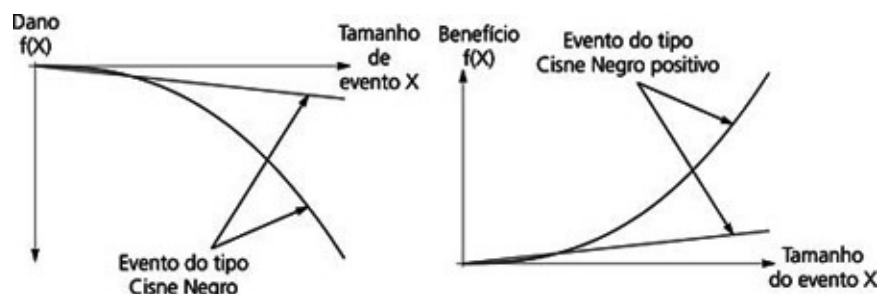 Dano
f(X)
Tamanho
de
evento X
Evento do tipo
Cisne Negro
Benefício
f(X)
Evento do tipo
Cisne Negro positivo
Tamanho
do evento X